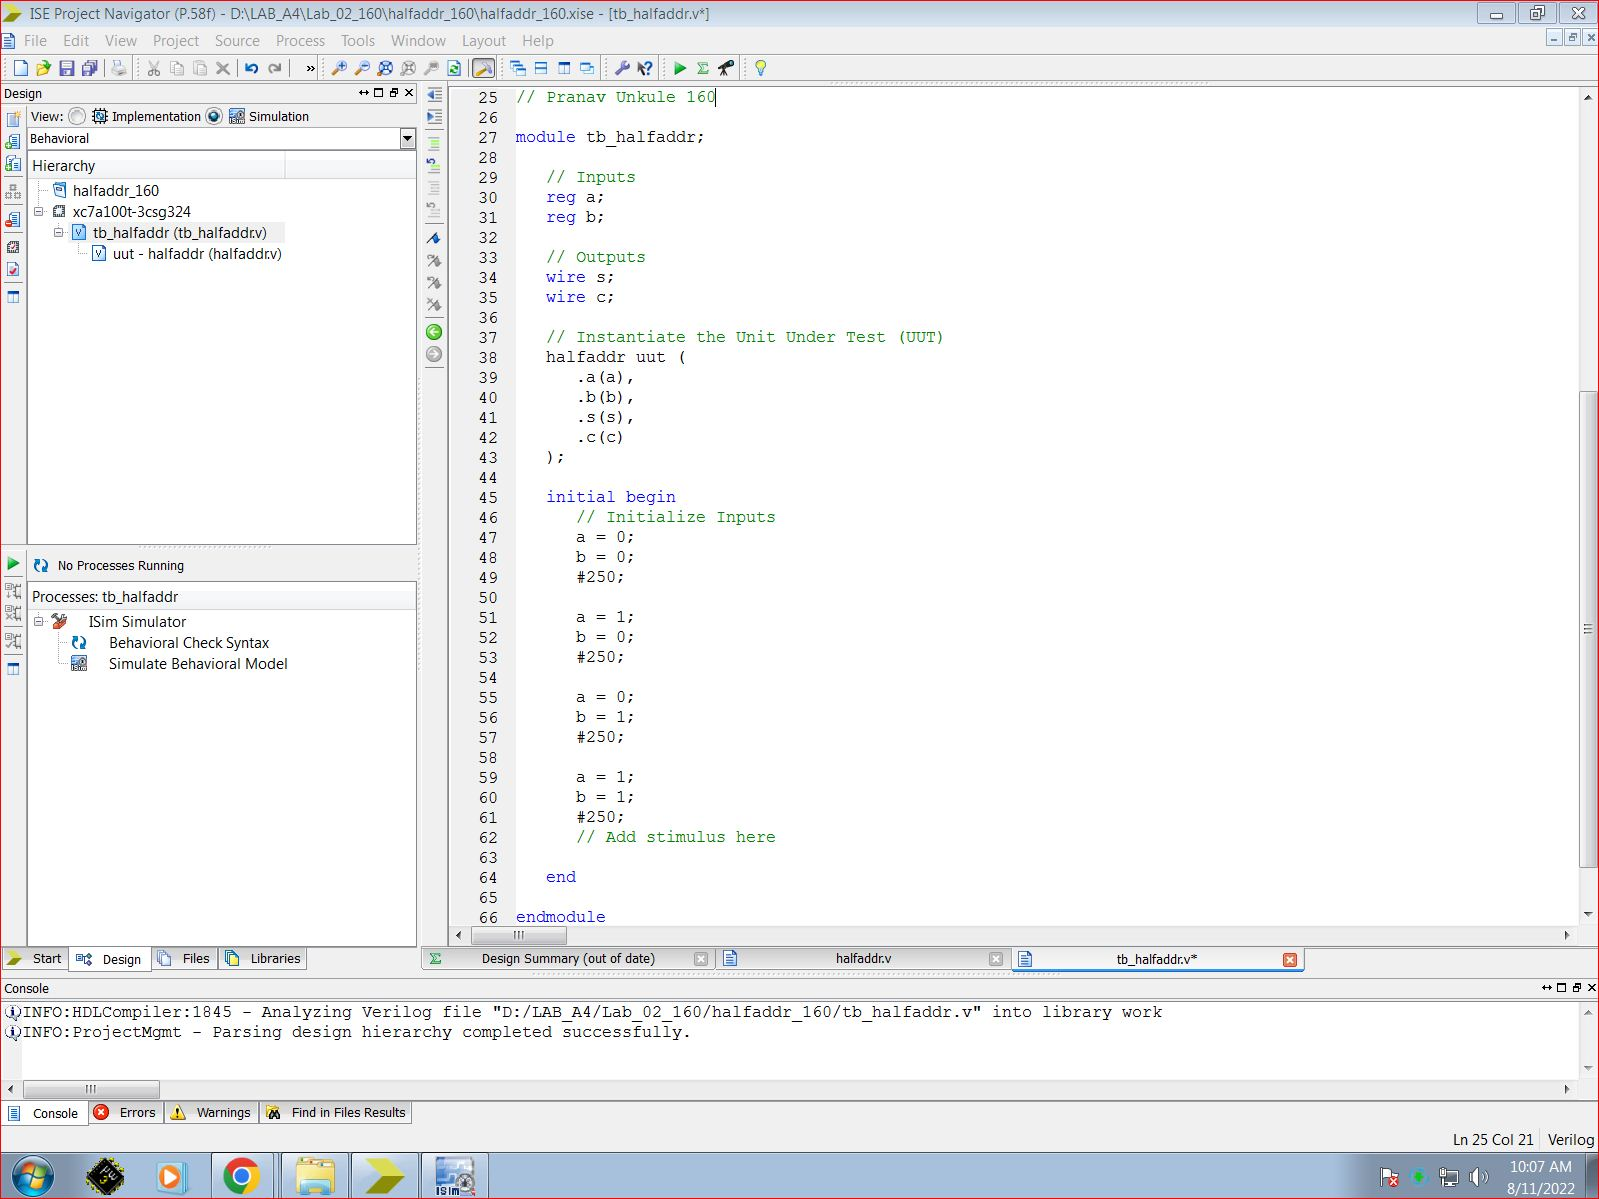 ISE Project Navigator (P.58f) - D:\LAB_A4\Lab_02_160\halfaddr_160\halfaddr_160.xise - [tb_halfaddr.v*]
File Edit View Project Source Process Tools Window Layout Help
»
Design
View: Implementation Simulation
Behavioral
Hierarchy
halfaddr_160
xc7a100t-3csg324
tb_halfaddr (tb_halfaddr.v)
uut - halfaddr (halfaddr.v)
No Processes Running
Processes: tb_halfaddr
ISim Simulator
Behavioral Check Syntax
Simulate Behavioral Model
Start Design Files Libraries
25 // Pranav Unkule 160
26
27 module tb_halfaddr;
28
29 // Inputs
30 reg a;
31 reg b;
32
33 // Outputs
34 wire s;
35 wire c;
36
37 // Instantiate the Unit Under Test (UUT)
38 halfaddr uut (
39 .a(a),
40 .b(b),
41 .s(s),
42 .c(c)
43 );
44
45 initial begin
46 // Initialize Inputs
47 a = 0;
48 b = 0;
49 #250;
50
51 a = 1;
52 b = 0;
53 #250;
54
55 a = 0;
56 b = 1;
57 #250;
58
59 a = 1;
60 b = 1;
61 #250;
62 // Add stimulus here
63
64 end
65
66 endmodule
Design Summary (out of date) halfaddr.v tb_halfaddr.v*
Console
INFO:HDLCompiler:1845 - Analyzing Verilog file "D:/LAB_A4/Lab_02_160/halfaddr_160/tb_halfaddr.v" into library work
INFO:ProjectMgmt - Parsing design hierarchy completed successfully.
Console Errors Warnings Find in Files Results
Ln 25 Col 21 Verilog
ISim
10:07 AM
8/11/2022